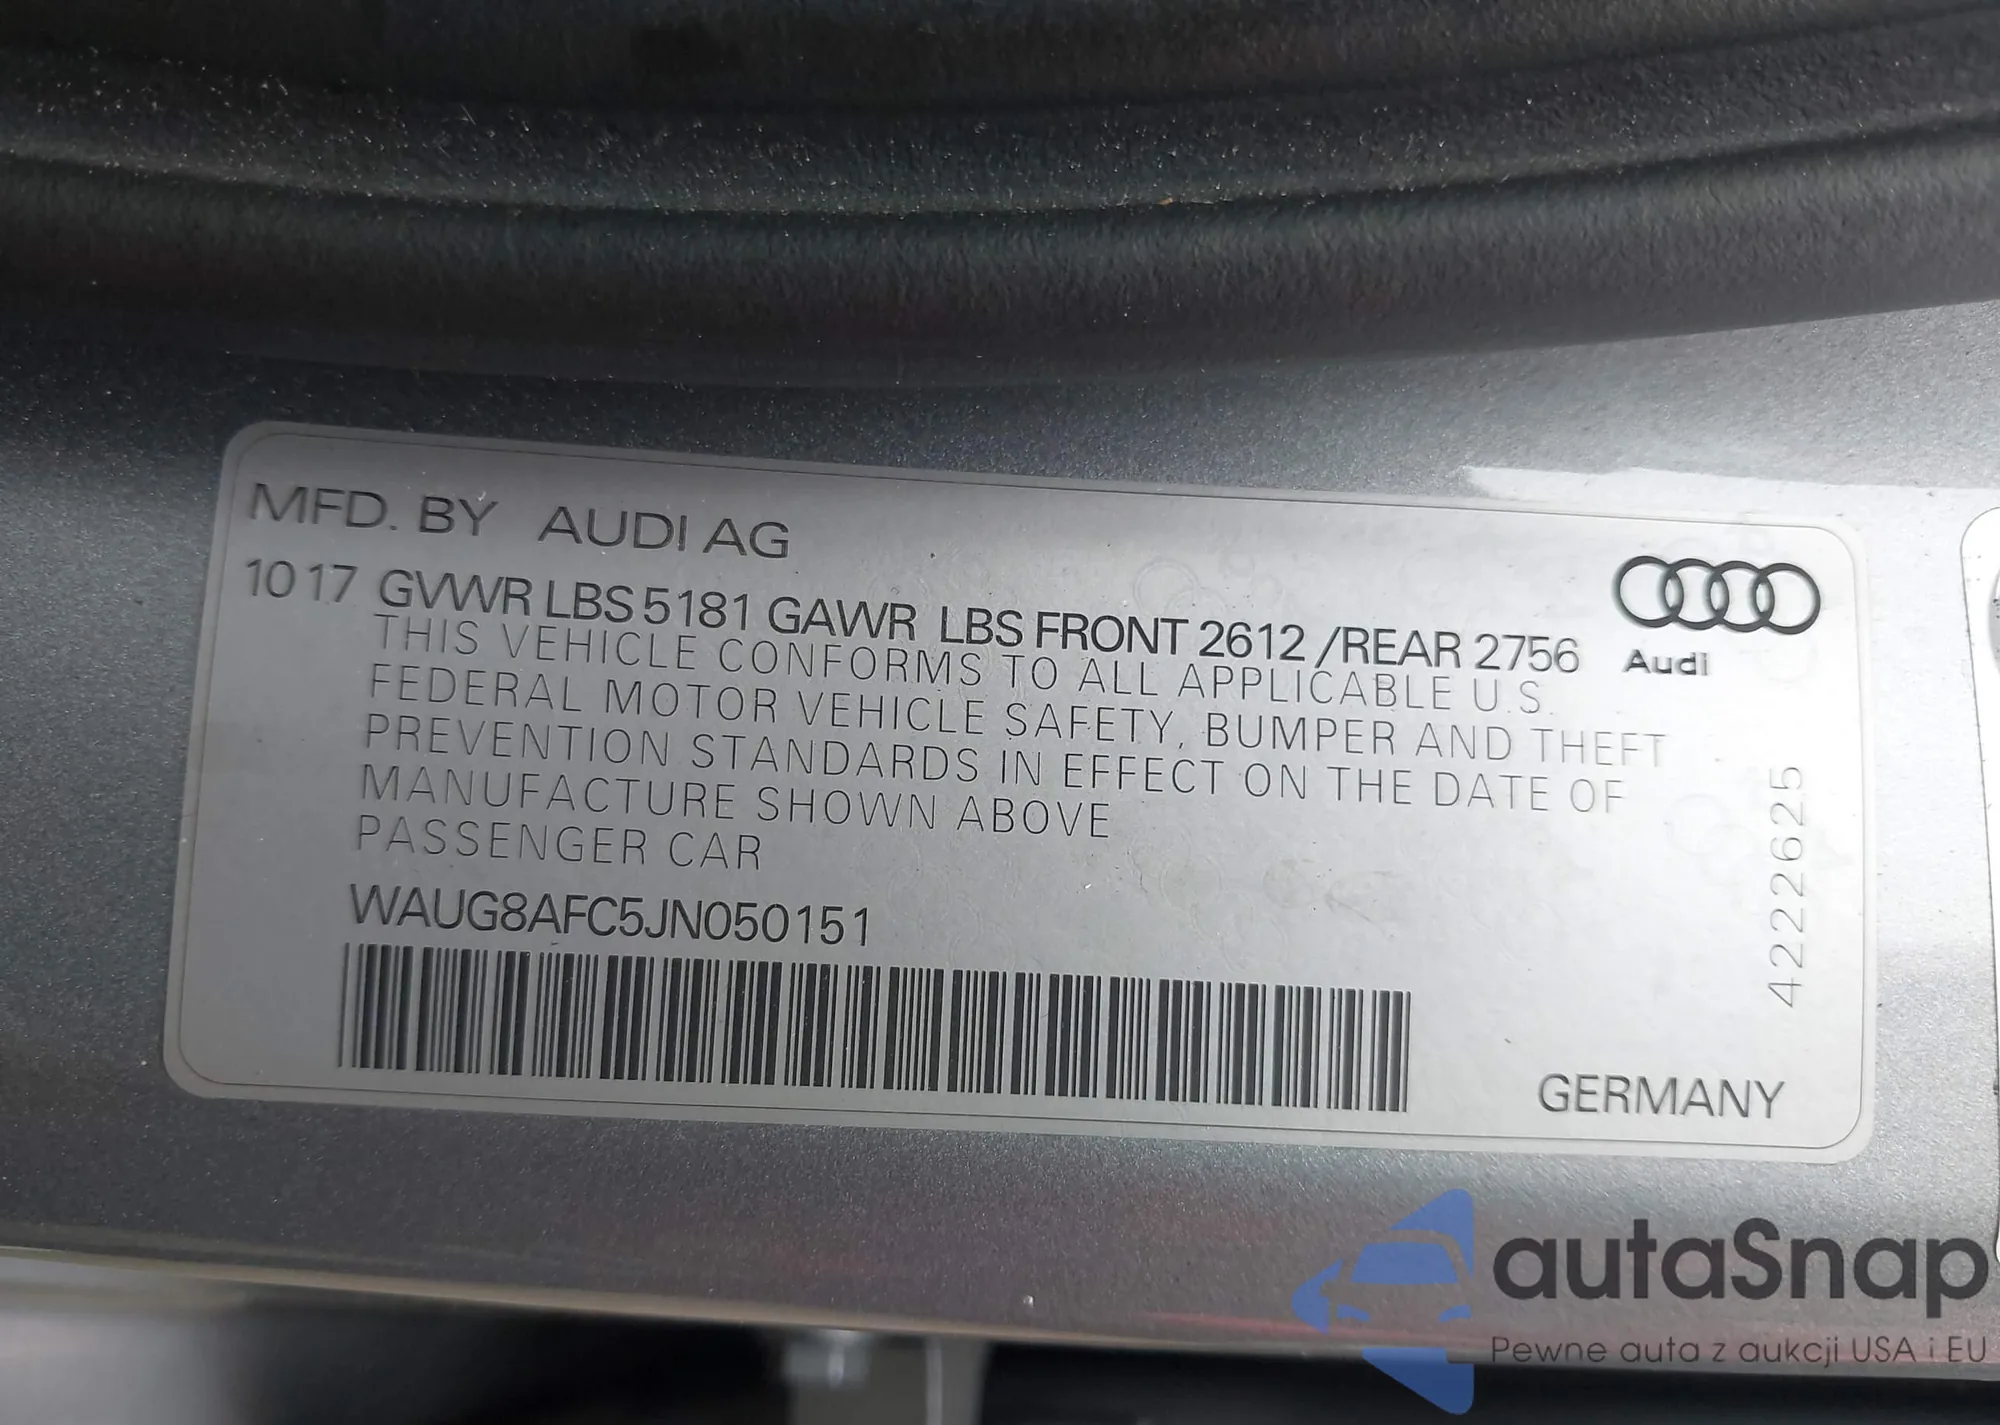 MFD. BY AUDI AG
10 17 GVWR LBS 5181 GAWR LBS FRONT 2612 /REAR 2756
THIS VEHICLE CONFORMS TO ALL APPLICABLE U.S.
FEDERAL MOTOR VEHICLE SAFETY, BUMPER AND THEFT
PREVENTION STANDARDS IN EFFECT ON THE DATE OF
MANUFACTURE SHOWN ABOVE
PASSENGER CAR
WAUG8AFC5JN050151
Audi
4222625
GERMANY
autaSnap
Pewne auta z aukcji USA i EU